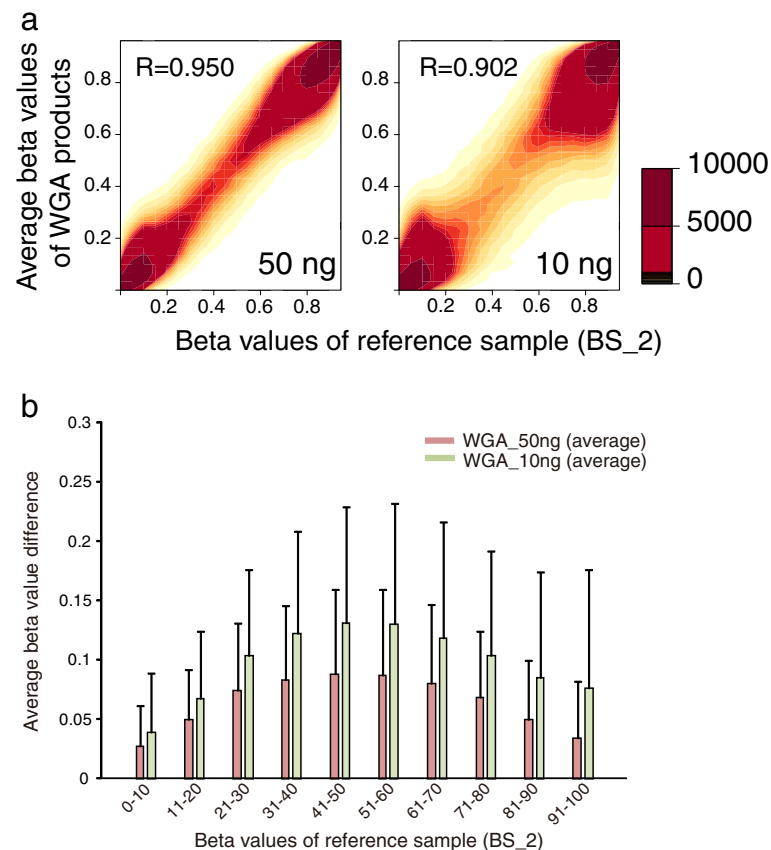 a
Average beta values
of WGA products
R=0.950
R=0.902
0.8
0.6
0.4
0.2
0.8
0.6
0.4
0.2
50 ng
10 ng
0.2 0.4 0.6 0.8
0.2 0.4 0.6 0.8
10000
5000
0
Beta values of reference sample (BS_2)
b
Average beta value difference
0.3
0.25
0.2
0.15
0.1
0.05
0
WGA_50ng (average)
WGA_10ng (average)
0-10 11-20 21-30 31-40 41-50 51-60 61-70 71-80 81-90 91-100
Beta values of reference sample (BS_2)